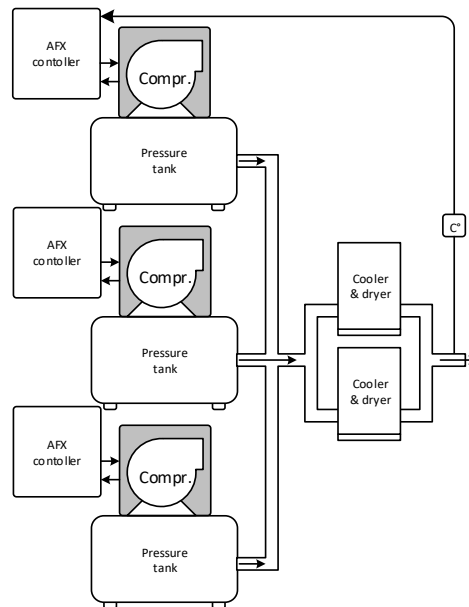 AFX
contoller
Compr.
Pressure
tank
C°
AFX
contoller
Compr.
Cooler
& dryer
Pressure
tank
Cooler
& dryer
AFX
contoller
Compr.
Pressure
tank